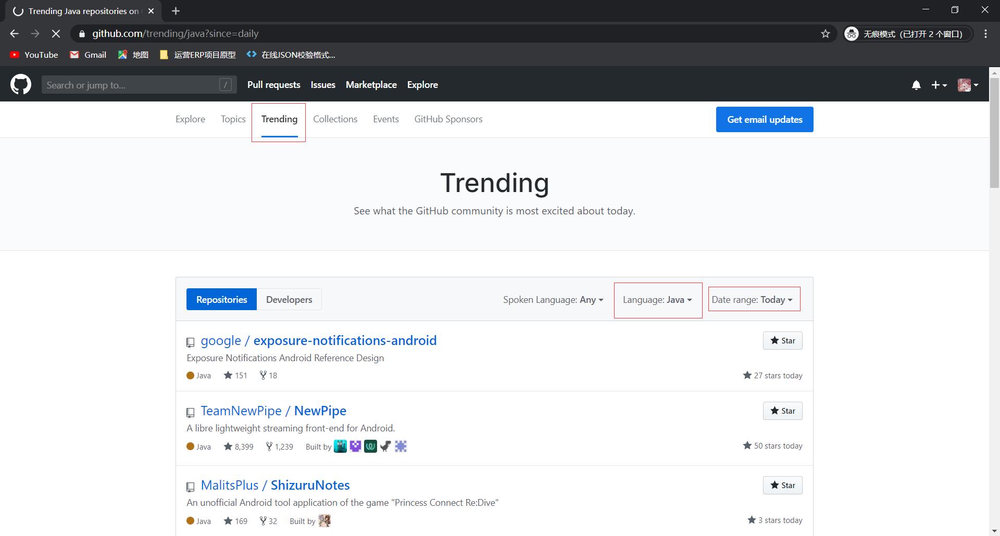 Trending Java repositories on
github.com/trending/java?since=daily
无痕模式（已打开 2 个窗口）
YouTube Gmail 地图 运营ERP项目原型 在线JSON校验格式...
Search or jump to... / Pull requests Issues Marketplace Explore
Explore Topics Trending Collections Events GitHub Sponsors Get email updates
Trending
See what the GitHub community is most excited about today.
Repositories Developers Spoken Language: Any Language: Java Date range: Today
google / exposure-notifications-android Star
Exposure Notifications Android Reference Design
Java 151 18 27 stars today
TeamNewPipe / NewPipe Star
A libre lightweight streaming front-end for Android.
Java 8,399 1,239 Built by 50 stars today
MalitsPlus / ShizuruNotes Star
An unofficial Android tool application of the game "Princess Connect Re:Dive"
Java 169 32 Built by 3 stars today